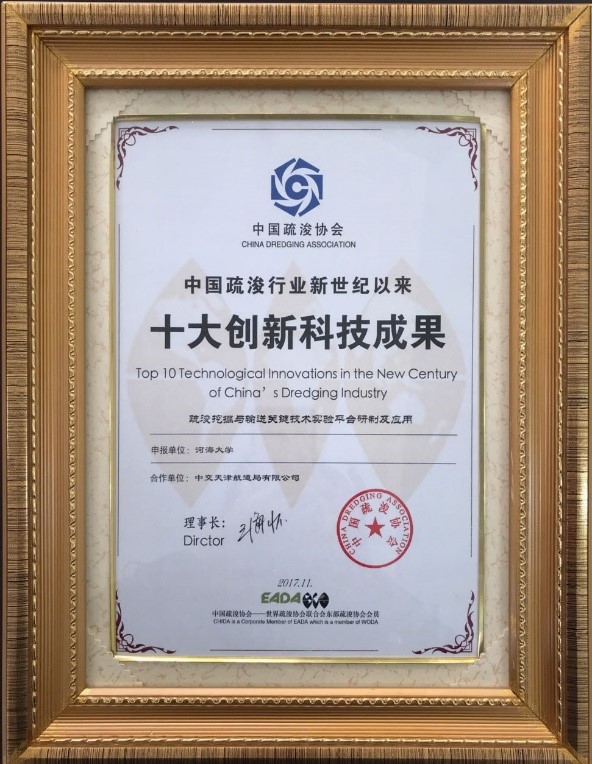 中国疏浚协会
CHINA DREDGING ASSOCIATION
中国疏浚行业新世纪以来
十大创新科技成果
Top 10 Technological Innovations in the New Century
of China's Dredging Industry
疏浚挖掘与输送关键技术实验平台研制及应用
申报单位：河海大学
合作单位：中交天津航道局有限公司
理事长：
Dirctor
CHINA DREDGING ASSOCIATION
中国疏浚协会
2017.11.
EADA
中国疏浚协会——世界疏浚协会联合会东部疏浚协会会员
CHIDA is a Corporate Member of EADA which is a member of WODA